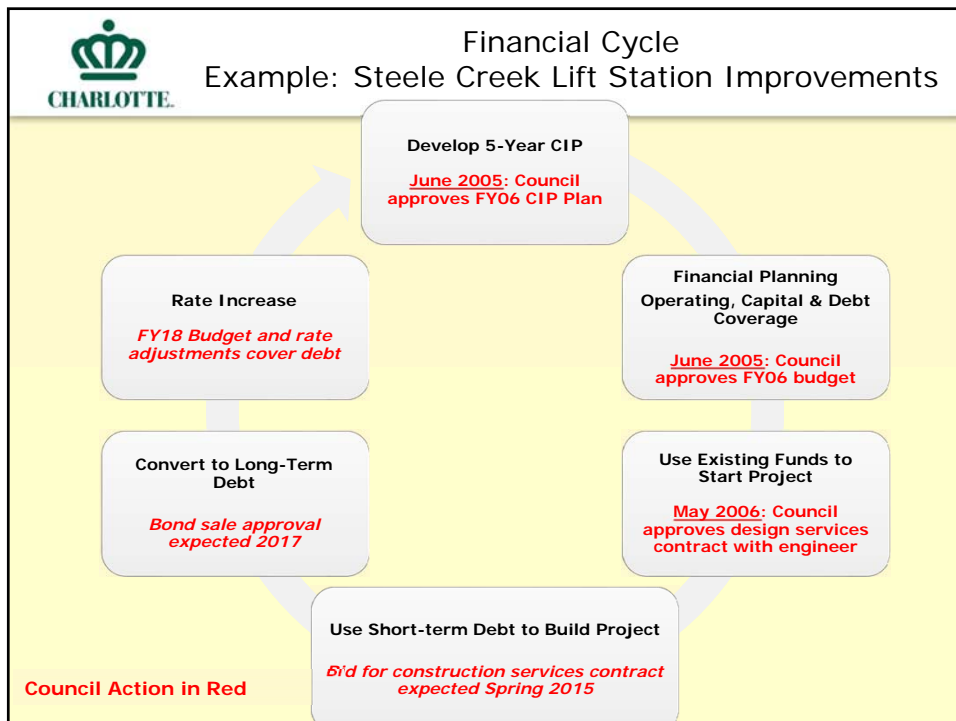 CHARLOTTE.
Financial Cycle
Example: Steele Creek Lift Station Improvements
Develop 5-Year CIP
June 2005: Council
approves FY06 CIP Plan
Financial Planning
Operating, Capital & Debt
Coverage
June 2005: Council
approves FY06 budget
Use Existing Funds to
Start Project
May 2006: Council
approves design services
contract with engineer
Use Short-term Debt to Build Project
Bid for construction services contract
expected Spring 2015
Convert to Long-Term
Debt
Bond sale approval
expected 2017
Rate Increase
FY18 Budget and rate
adjustments cover debt
Council Action in Red